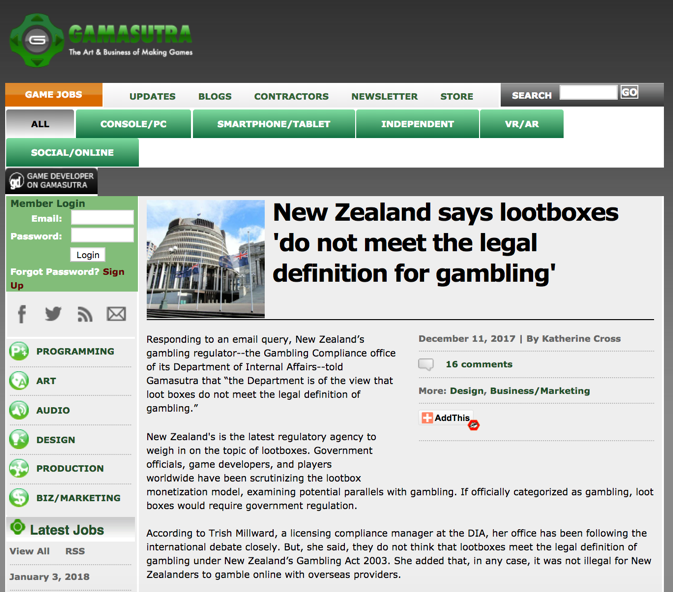 GAMASUTRA
The Art & Business of Making Games
GAME JOBS
UPDATES BLOGS CONTRACTORS NEWSLETTER STORE
SEARCH GO
ALL CONSOLE/PC SMARTPHONE/TABLET INDEPENDENT VR/AR
SOCIAL/ONLINE
gd GAME DEVELOPER
ON GAMASUTRA
Member Login
Email:
Password:
Login
Forgot Password? Sign
Up
PROGRAMMING
ART
AUDIO
DESIGN
PRODUCTION
BIZ/MARKETING
Latest Jobs
View All RSS
January 3, 2018
New Zealand says lootboxes
'do not meet the legal
definition for gambling'
December 11, 2017 | By Katherine Cross
16 comments
More: Design, Business/Marketing
AddThis
Responding to an email query, New Zealand's
gambling regulator--the Gambling Compliance office
of its Department of Internal Affairs--told
Gamasutra that “the Department is of the view that
loot boxes do not meet the legal definition of
gambling.”
New Zealand's is the latest regulatory agency to
weigh in on the topic of lootboxes. Government
officials, game developers, and players
worldwide have been scrutinizing the lootbox
monetization model, examining potential parallels with gambling. If officially categorized as gambling, loot
boxes would require government regulation.
According to Trish Millward, a licensing compliance manager at the DIA, her office has been following the
international debate closely. But, she said, they do not think that lootboxes meet the legal definition of
gambling under New Zealand's Gambling Act 2003. She added that, in any case, it was not illegal for New
Zealanders to gamble online with overseas providers.